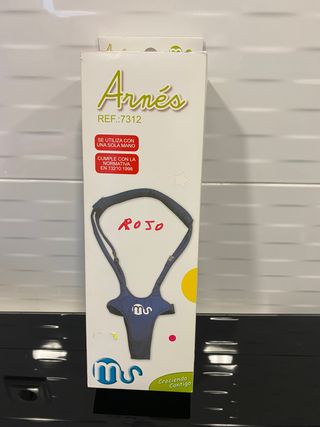 Arnés
REF.:7312
SE UTILIZA CON
UNA SOLA MANO
CUMPLE CON LA
NORMATIVA
EN 13210:1998
ROJO
ms
ms
Creciendo
Contigo